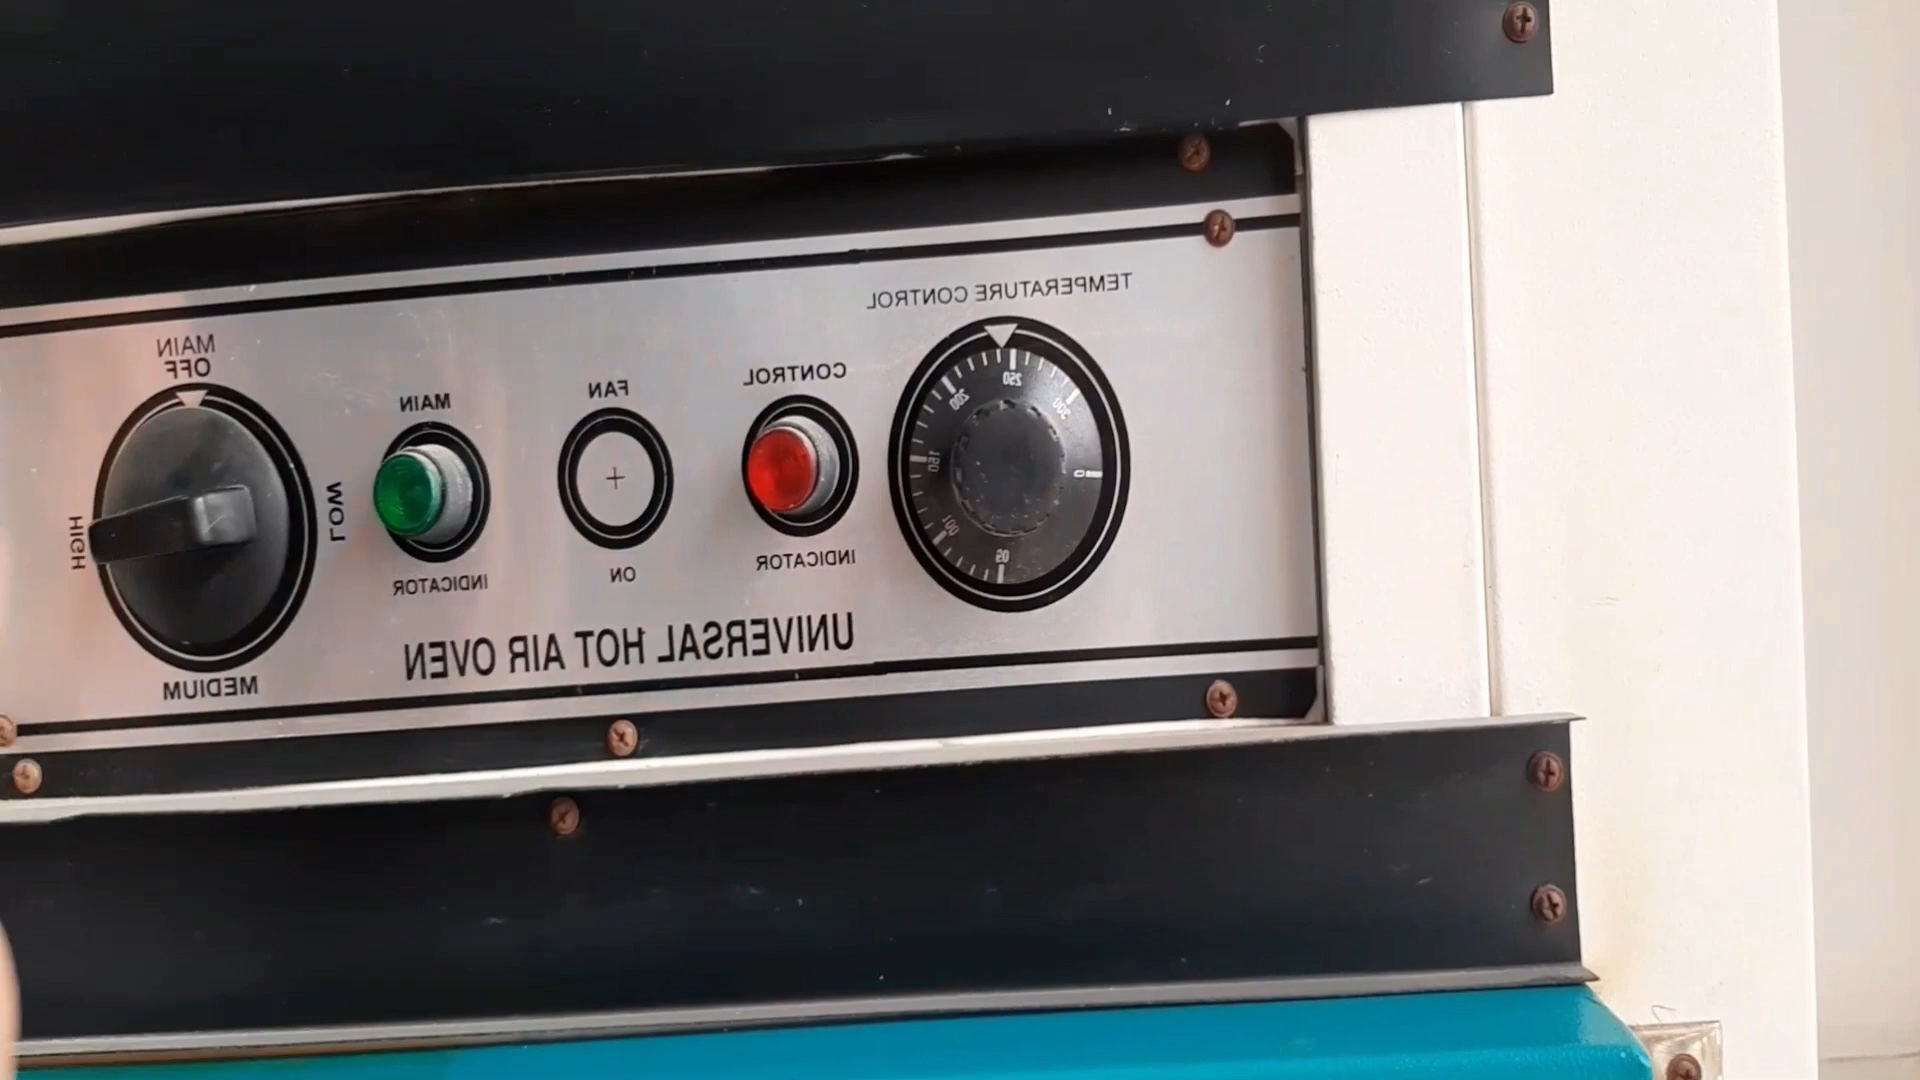 TEMPERATURE CONTROL
0
50
100
150
200
250
300
CONTROL
INDICATOR
FAN
ON
MAIN
INDICATOR
MAIN
OFF
LOW
MEDIUM
HIGH
UNIVERSAL HOT AIR OVEN